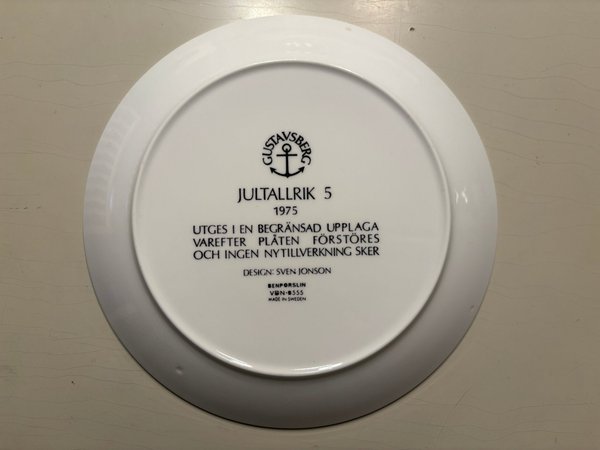 GUSTAVSBERG
JULTALLRIK 5
1975
UTGES I EN BEGRÄNSAD UPPLAGA
VAREFTER PLÅTEN FÖRSTÖRES
OCH INGEN NYTILLVERKNING SKER
DESIGN: SVEN JONSON
BENPORSLIN
MADE IN SWEDEN